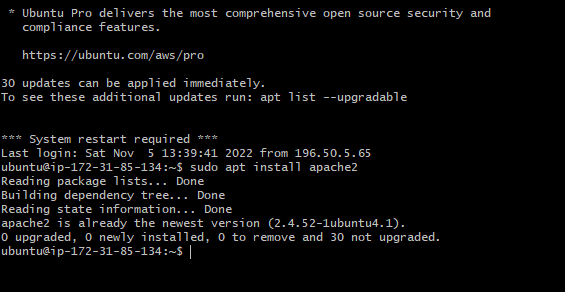 * Ubuntu Pro delivers the most comprehensive open source security and
compliance features.
https://ubuntu.com/aws/pro
30 updates can be applied immediately.
To see these additional updates run: apt list --upgradable
*** System restart required ***
Last login: Sat Nov  5 13:39:41 2022 from 196.50.5.65
ubuntu@ip-172-31-85-134:~$ sudo apt install apache2
Reading package lists... Done
Building dependency tree... Done
Reading state information... Done
apache2 is already the newest version (2.4.52-1ubuntu4.1).
0 upgraded, 0 newly installed, 0 to remove and 30 not upgraded.
ubuntu@ip-172-31-85-134:~$